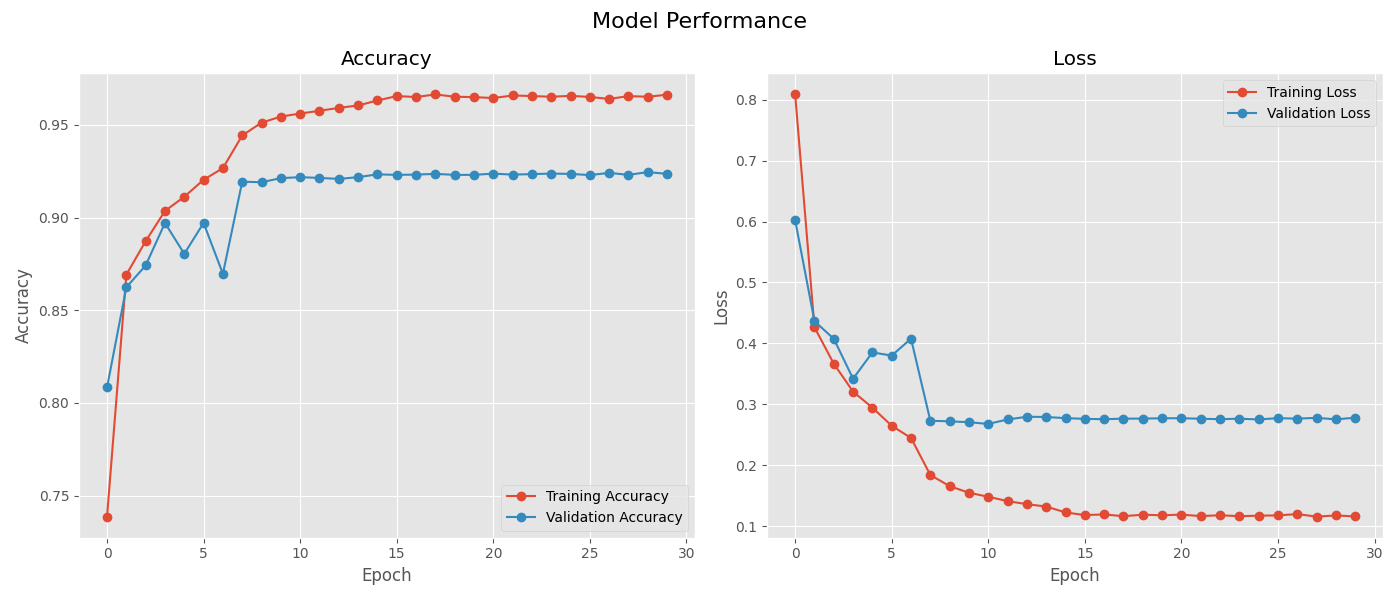 Model Performance
Accuracy
Accuracy
0.95
0.90
0.85
0.80
0.75
Training Accuracy
Validation Accuracy
0
5
10
15
20
25
30
Epoch
Loss
Loss
0.8
0.7
0.6
0.5
0.4
0.3
0.2
0.1
Training Loss
Validation Loss
0
5
10
15
20
25
30
Epoch